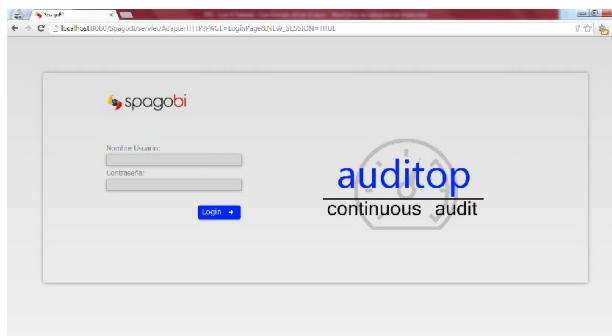 SpagoBI
localhost:8080/SpagoBI/servlet/AdapterHTTP?PAGE=LoginPage&NEW_SESSION=TRUE
spagobi
Nombre Usuario:
Contraseña:
Login
auditop
continuous audit